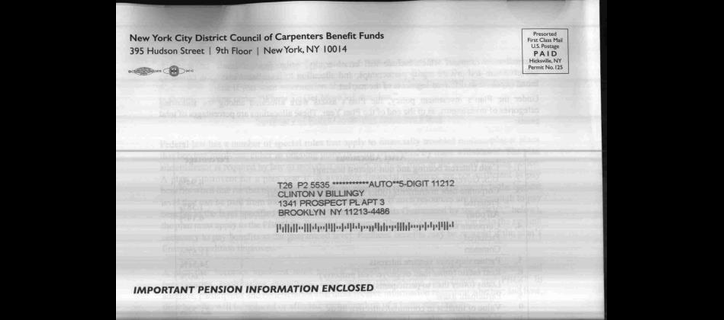 New York City District Council of Carpenters Benefit Funds
395 Hudson Street | 9th Floor | New York, NY 10014
Presorted
First Class Mail
U.S. Postage
PAID
Hicksville, NY
Permit No. 125
T26 P2 5535 ***********AUTO**5-DIGIT 11212
CLINTON V BILLINGY
1341 PROSPECT PL APT 3
BROOKLYN NY 11213-4486
IMPORTANT PENSION INFORMATION ENCLOSED